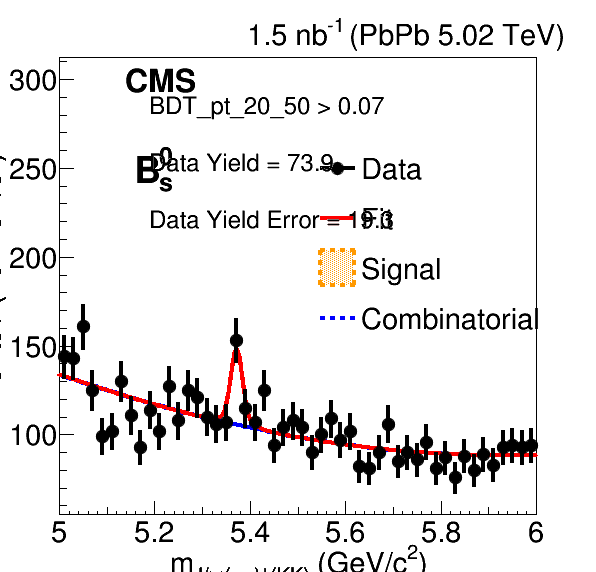 1.5 nb⁻¹ (PbPb 5.02 TeV)
CMS
BDT_pt_20_50 > 0.07
B⁰ₛ
Data Yield = 73.9
Data Yield Error = 19.3
Data
Fit
Signal
Combinatorial
300
250
200
150
100
5 5.2 5.4 5.6 5.8 6
(GeV/c²)